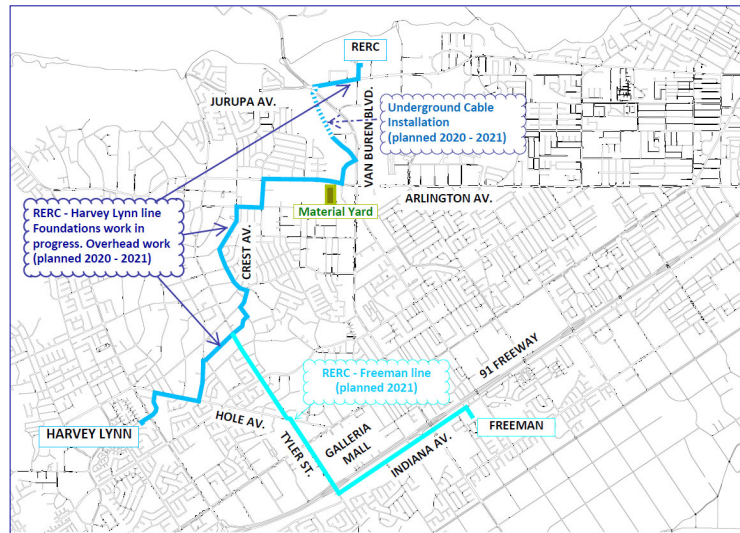 RERC
JURUPA AV.
VAN BUREN BLVD.
Underground Cable
Installation
(planned 2020 - 2021)
ARLINGTON AV.
Material Yard
RERC - Harvey Lynn line
Foundations work in
progress. Overhead work
(planned 2020 - 2021)
CREST AV.
91 FREEWAY
RERC - Freeman line
(planned 2021)
HOLE AV.
HARVEY LYNN
TYLER ST.
GALLERIA
MALL
INDIANA AV.
FREEMAN